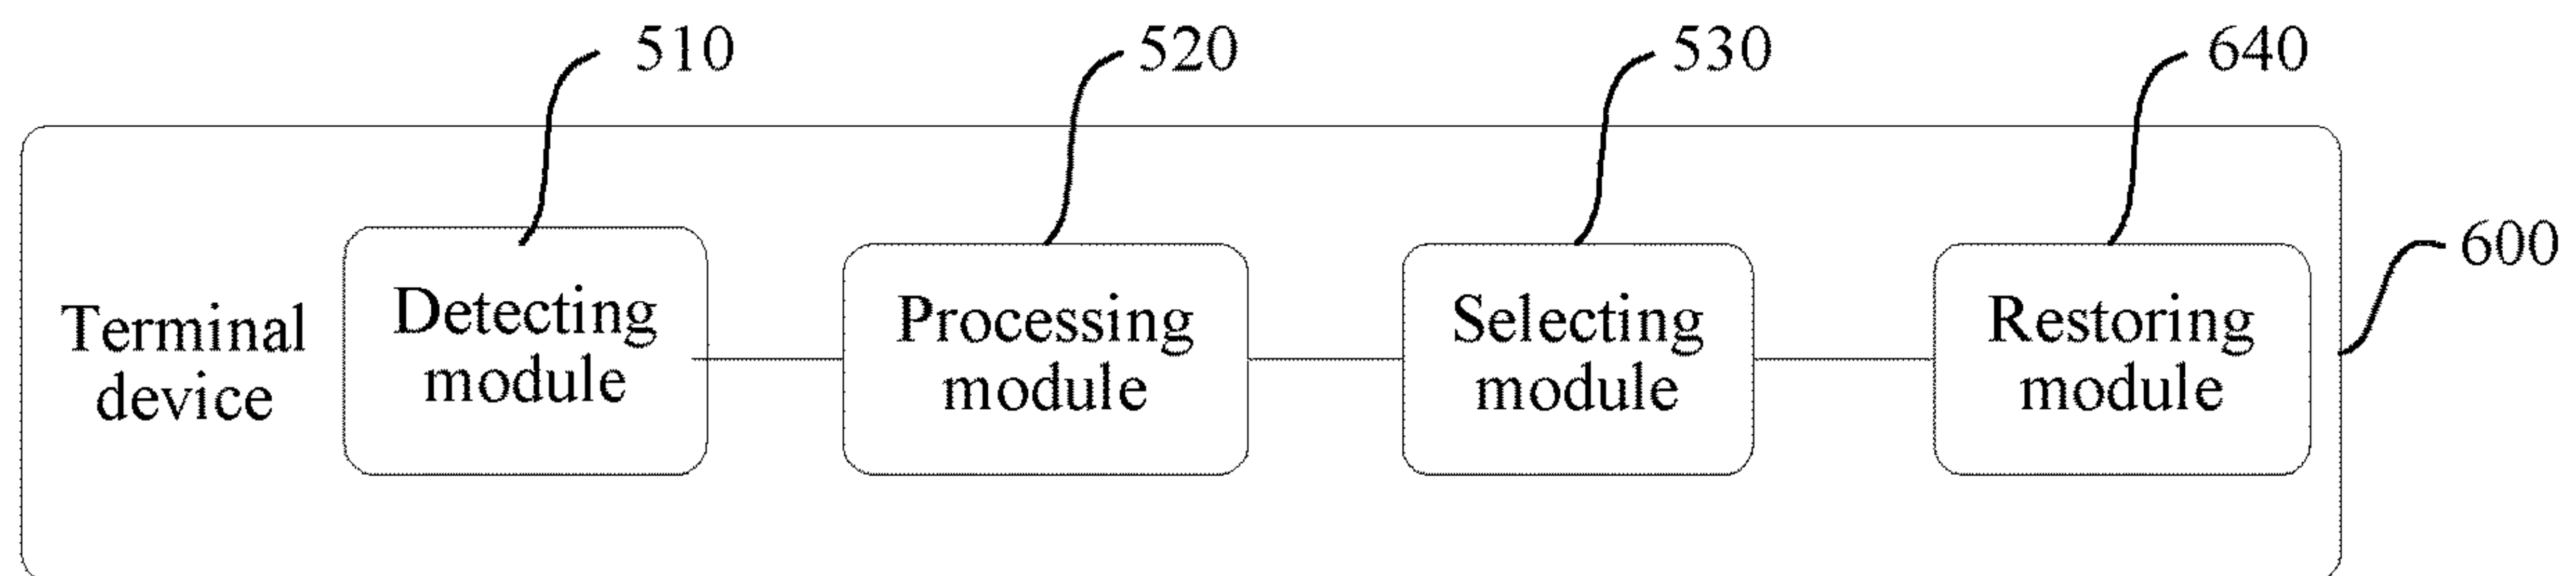 510
520
530
640
600
Terminal
device
Detecting
module
Processing
module
Selecting
module
Restoring
module